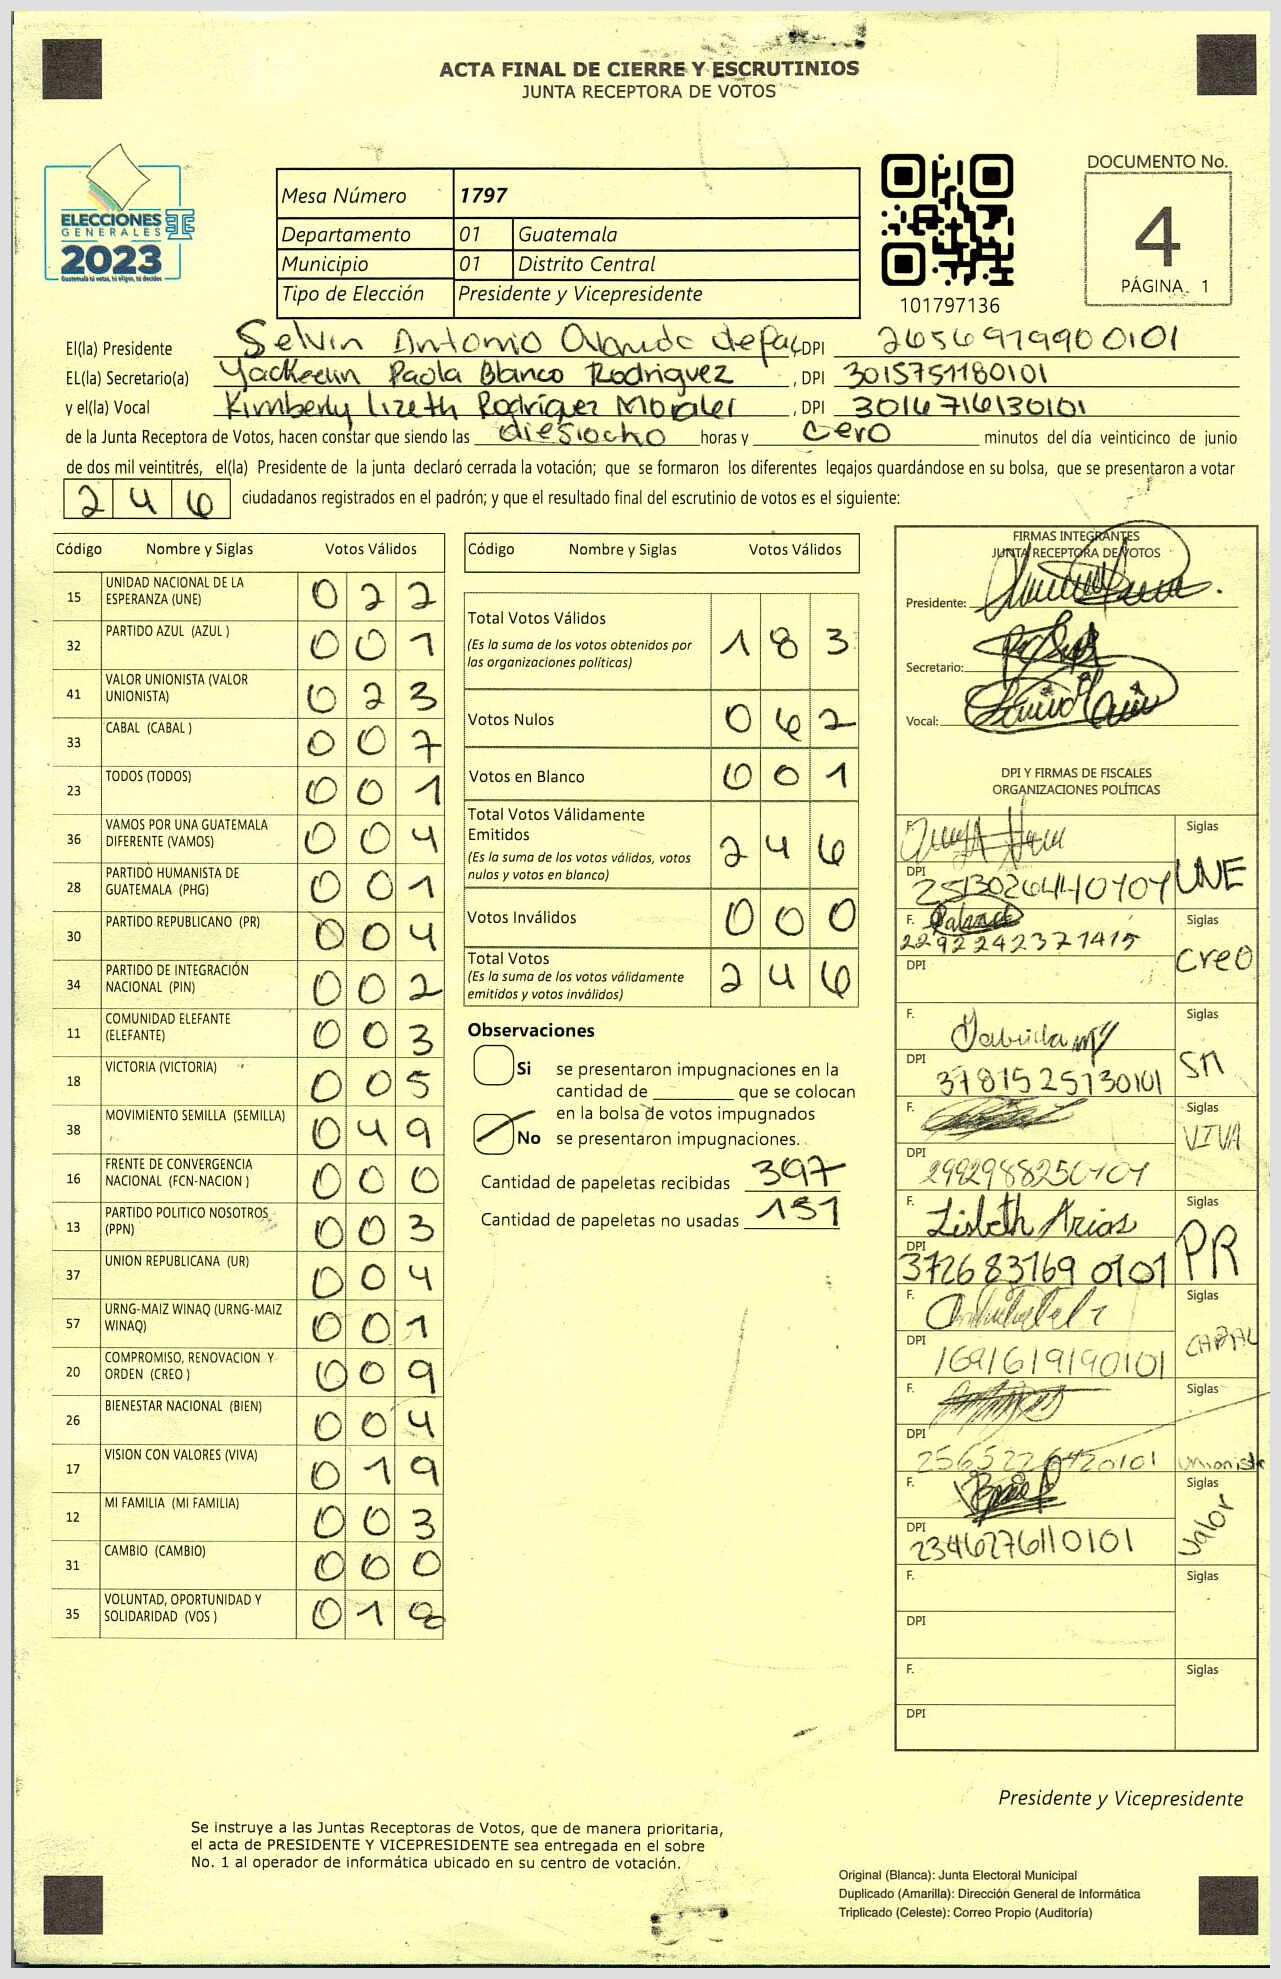 ACTA FINAL DE CIERRE Y ESCRUTINIOS
JUNTA RECEPTORA DE VOTOS
ELECCIONES
GENERALES
2023
Guatemala tú votas, tú eliges, tú decides
Mesa Número 1797
Departamento 01 Guatemala
Municipio 01 Distrito Central
Tipo de Elección Presidente y Vicepresidente
101797136
DOCUMENTO No.
4
PÁGINA 1
El(la) Presidente Selvin Antonio , DPI 2656979900101
EL(la) Secretario(a) Yackelin Paola Blanco Rodriguez , DPI 3015751180101
y el(la) Vocal Kimberly Lizeth Rodríguez Morales , DPI 3016716130101
de la Junta Receptora de Votos, hacen constar que siendo las diesiocho horas y cero minutos del día veinticinco de junio
de dos mil veintitrés, el(la) Presidente de la junta declaró cerrada la votación; que se formaron los diferentes legajos guardándose en su bolsa, que se presentaron a votar
246 ciudadanos registrados en el padrón; y que el resultado final del escrutinio de votos es el siguiente:
Código Nombre y Siglas Votos Válidos
15 UNIDAD NACIONAL DE LA ESPERANZA (UNE) 022
32 PARTIDO AZUL (AZUL ) 001
41 VALOR UNIONISTA (VALOR UNIONISTA) 023
33 CABAL (CABAL ) 007
23 TODOS (TODOS) 001
36 VAMOS POR UNA GUATEMALA DIFERENTE (VAMOS) 004
28 PARTIDO HUMANISTA DE GUATEMALA (PHG) 001
30 PARTIDO REPUBLICANO (PR) 004
34 PARTIDO DE INTEGRACIÓN NACIONAL (PIN) 002
11 COMUNIDAD ELEFANTE (ELEFANTE) 003
18 VICTORIA (VICTORIA) 005
38 MOVIMIENTO SEMILLA (SEMILLA) 049
16 FRENTE DE CONVERGENCIA NACIONAL (FCN-NACION ) 000
13 PARTIDO POLITICO NOSOTROS (PPN) 003
37 UNION REPUBLICANA (UR) 004
57 URNG-MAIZ WINAQ (URNG-MAIZ WINAQ) 001
20 COMPROMISO, RENOVACION Y ORDEN (CREO ) 009
26 BIENESTAR NACIONAL (BIEN) 004
17 VISION CON VALORES (VIVA) 019
12 MI FAMILIA (MI FAMILIA) 003
31 CAMBIO (CAMBIO) 000
35 VOLUNTAD, OPORTUNIDAD Y SOLIDARIDAD (VOS ) 018
Código Nombre y Siglas Votos Válidos
Total Votos Válidos 183
(Es la suma de los votos obtenidos por
las organizaciones políticas)
Votos Nulos 062
Votos en Blanco 001
Total Votos Válidamente
Emitidos 246
(Es la suma de los votos válidos, votos
nulos y votos en blanco)
Votos Inválidos 000
Total Votos 246
(Es la suma de los votos válidamente
emitidos y votos inválidos)
Observaciones
Si se presentaron impugnaciones en la
cantidad de ________ que se colocan
en la bolsa de votos impugnados
No se presentaron impugnaciones.
Cantidad de papeletas recibidas 397
Cantidad de papeletas no usadas 151
FIRMAS INTEGRANTES
JUNTA RECEPTORA DE VOTOS
Presidente:
Secretario:
Vocal:
DPI Y FIRMAS DE FISCALES
ORGANIZACIONES POLÍTICAS
F. Siglas
DPI 2513026440101 UNE
F. Siglas
2292242371415 Creo
DPI
F. Siglas
DPI 3781525130101
F. Siglas
VIVA
DPI 2992988250101
F. Lisbeth Arias Siglas
DPI 3726831690101 PR
F. Siglas
DPI 1691619190101 CABAL
F. Siglas
DPI Unionista
F. Siglas
DPI 2346276110101 Valor
F. Siglas
DPI
F. Siglas
DPI
Presidente y Vicepresidente
Se instruye a las Juntas Receptoras de Votos, que de manera prioritaria,
el acta de PRESIDENTE Y VICEPRESIDENTE sea entregada en el sobre
No. 1 al operador de informática ubicado en su centro de votación.
Original (Blanca): Junta Electoral Municipal
Duplicado (Amarilla): Dirección General de Informática
Triplicado (Celeste): Correo Propio (Auditoría)